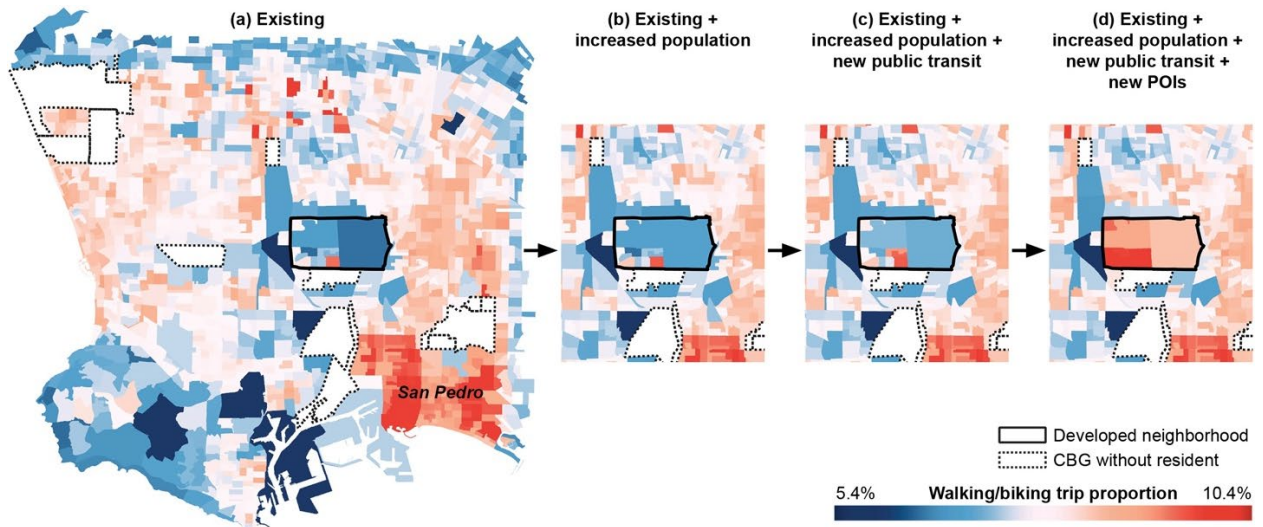 (a) Existing
(b) Existing +
increased population
(c) Existing +
increased population +
new public transit
(d) Existing +
increased population +
new public transit +
new POIs
San Pedro
Developed neighborhood
CBG without resident
5.4%
Walking/biking trip proportion
10.4%